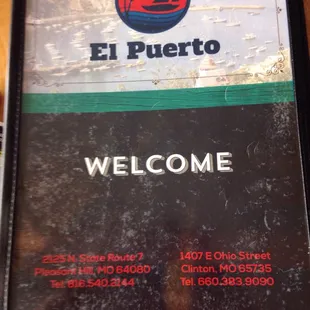 El Puerto
WELCOME
2125 N. State Route 7
Pleasant Hill, MO 64080
Tel. 816.540.2144
1407 E Ohio Street
Clinton, MO 65735
Tel. 660.383.9090